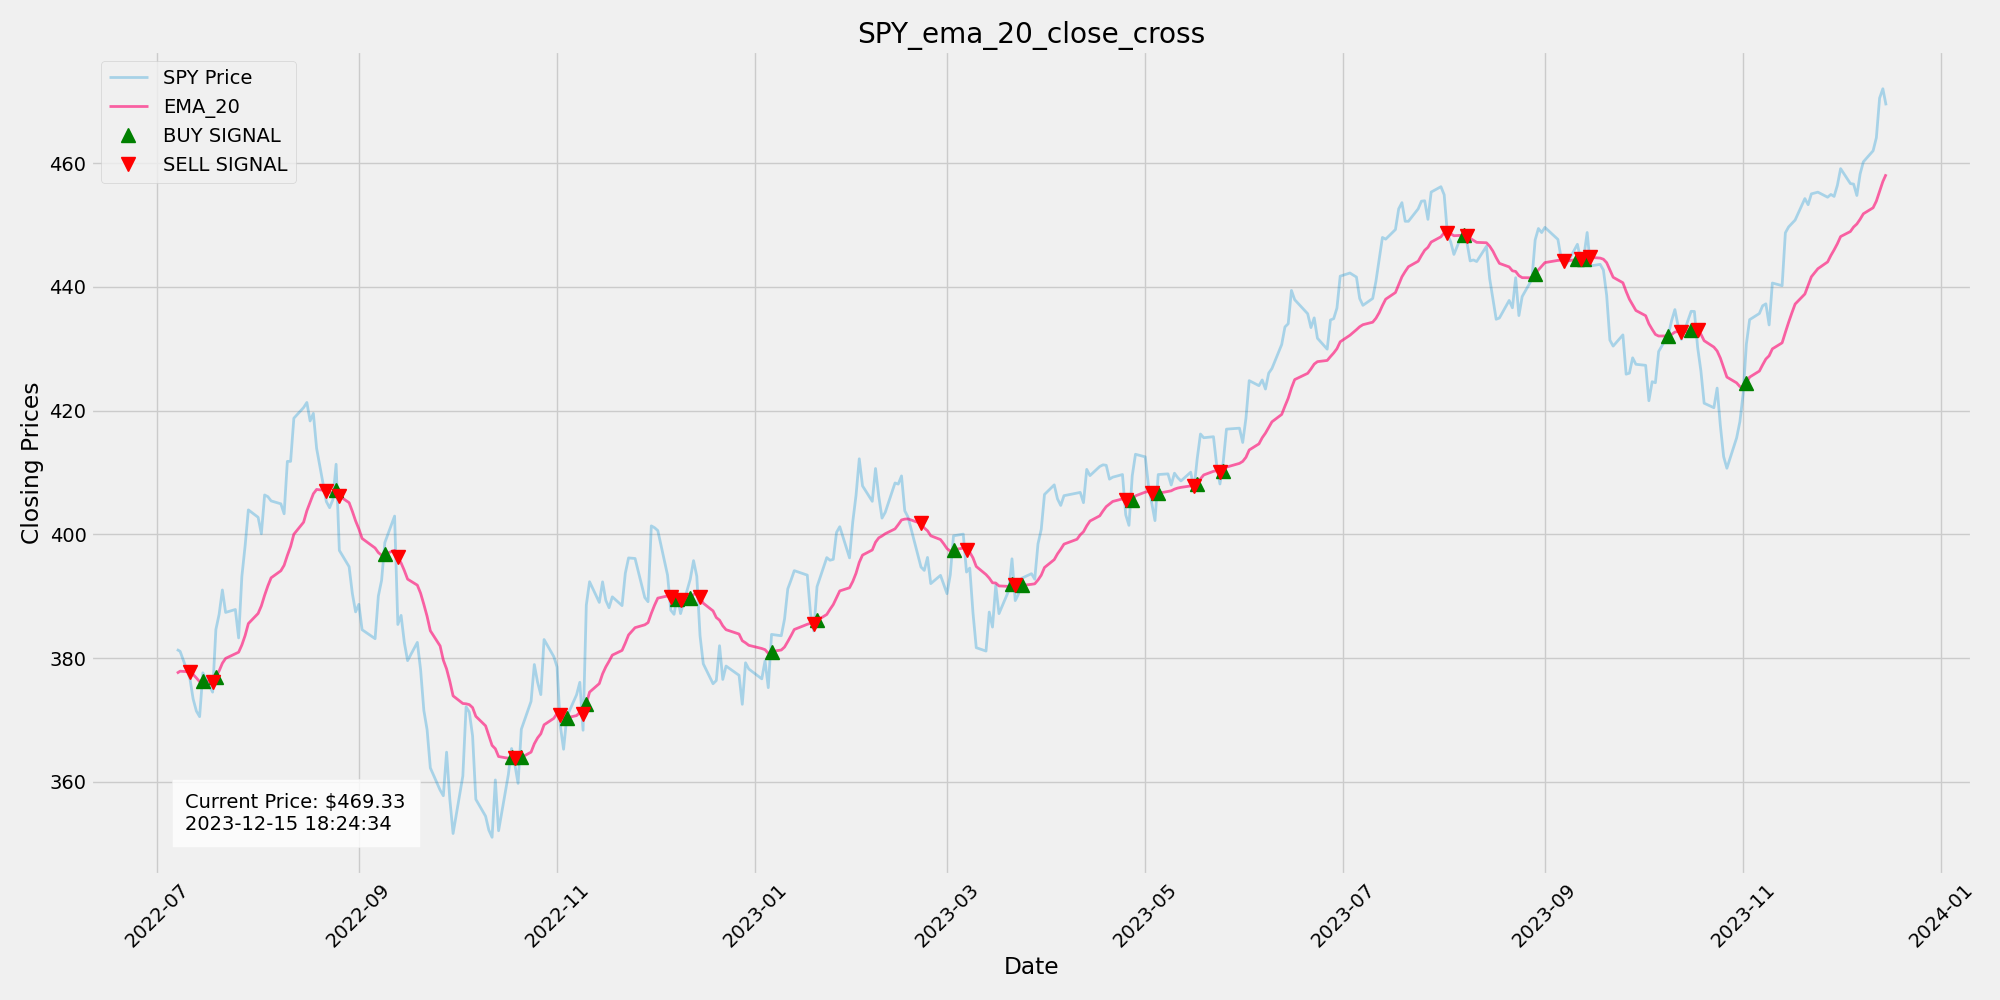 SPY_ema_20_close_cross
SPY Price
EMA_20
BUY SIGNAL
SELL SIGNAL
Closing Prices
460
440
420
400
380
360
Current Price: $469.33
2023-12-15 18:24:34
2022-07
2022-09
2022-11
2023-01
2023-03
2023-05
2023-07
2023-09
2023-11
2024-01
Date